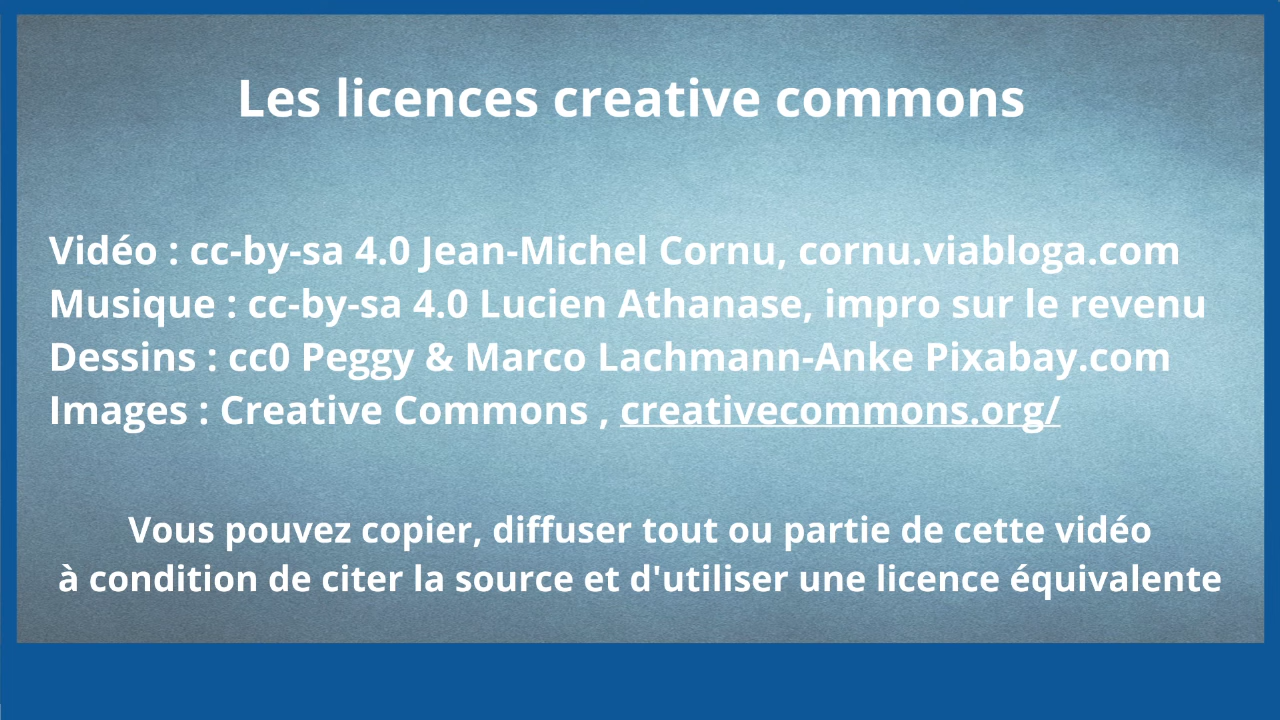 Les licences creative commons
Vidéo : cc-by-sa 4.0 Jean-Michel Cornu, cornu.viabloga.com
Musique : cc-by-sa 4.0 Lucien Athanase, impro sur le revenu
Dessins : cc0 Peggy & Marco Lachmann-Anke Pixabay.com
Images : Creative Commons , creativecommons.org/
Vous pouvez copier, diffuser tout ou partie de cette vidéo
à condition de citer la source et d'utiliser une licence équivalente